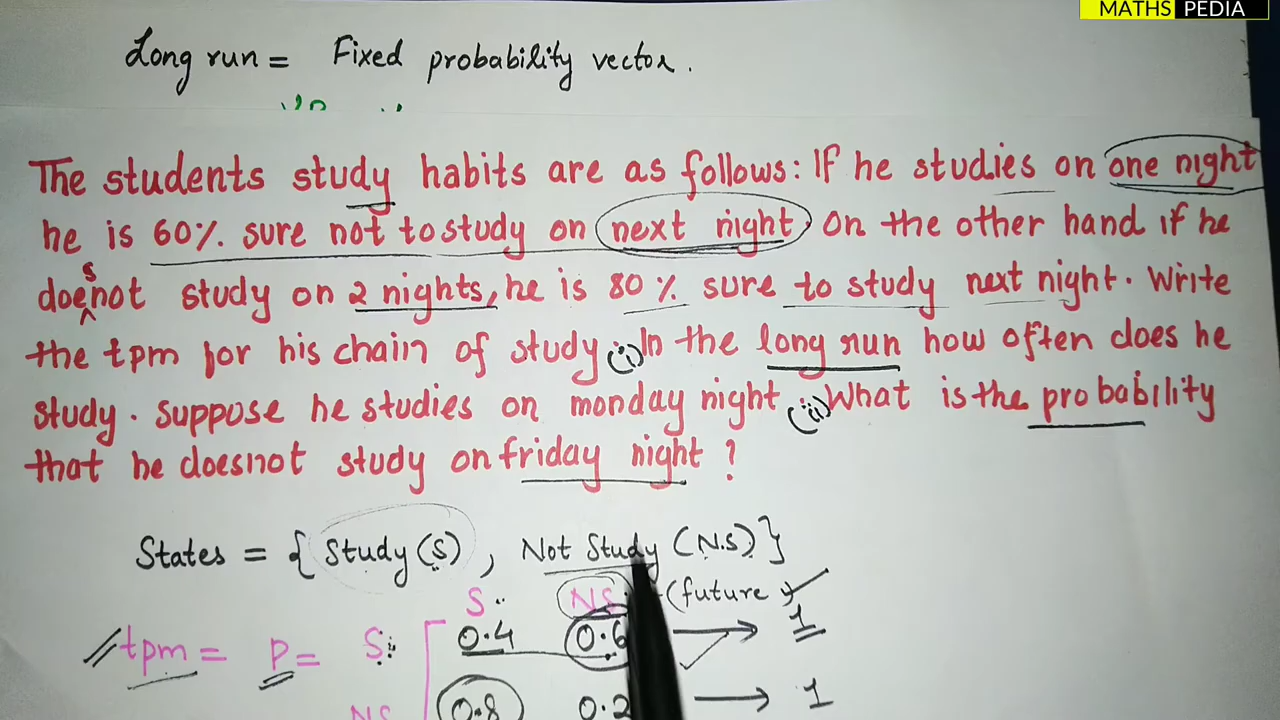 MATHS PEDIA
Long run = Fixed probability vector.
The students study habits are as follows: If he studies on one night
he is 60% sure not to study on next night. On the other hand if he
does not study on 2 nights, he is 80% sure to study next night. Write
the tpm for his chain of study. (i) In the long run how often does he
study. Suppose he studies on monday night. (ii) What is the probability
that he doesnot study on friday night ?
States = { Study (S) , Not Study (N.S) }
S NS (future)
tpm = P = S 0.4 0.6 → 1
NS 0.8 0.2 → 1